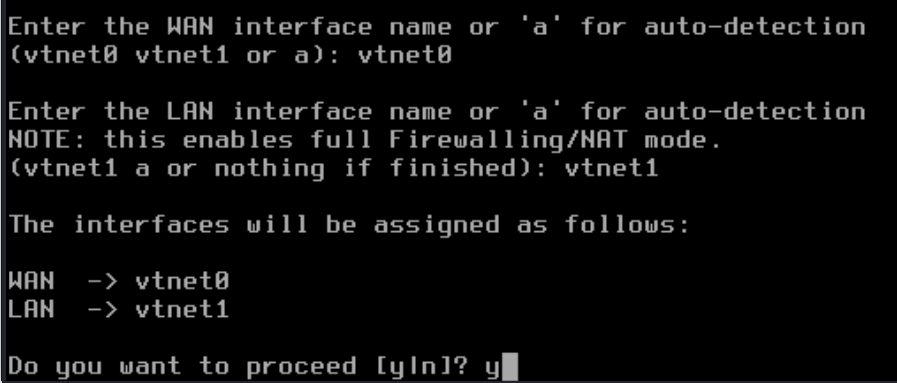 Enter the WAN interface name or 'a' for auto-detection
(vtnet0 vtnet1 or a): vtnet0
Enter the LAN interface name or 'a' for auto-detection
NOTE: this enables full Firewalling/NAT mode.
(vtnet1 a or nothing if finished): vtnet1
The interfaces will be assigned as follows:
WAN  -> vtnet0
LAN  -> vtnet1
Do you want to proceed [y|n]? y